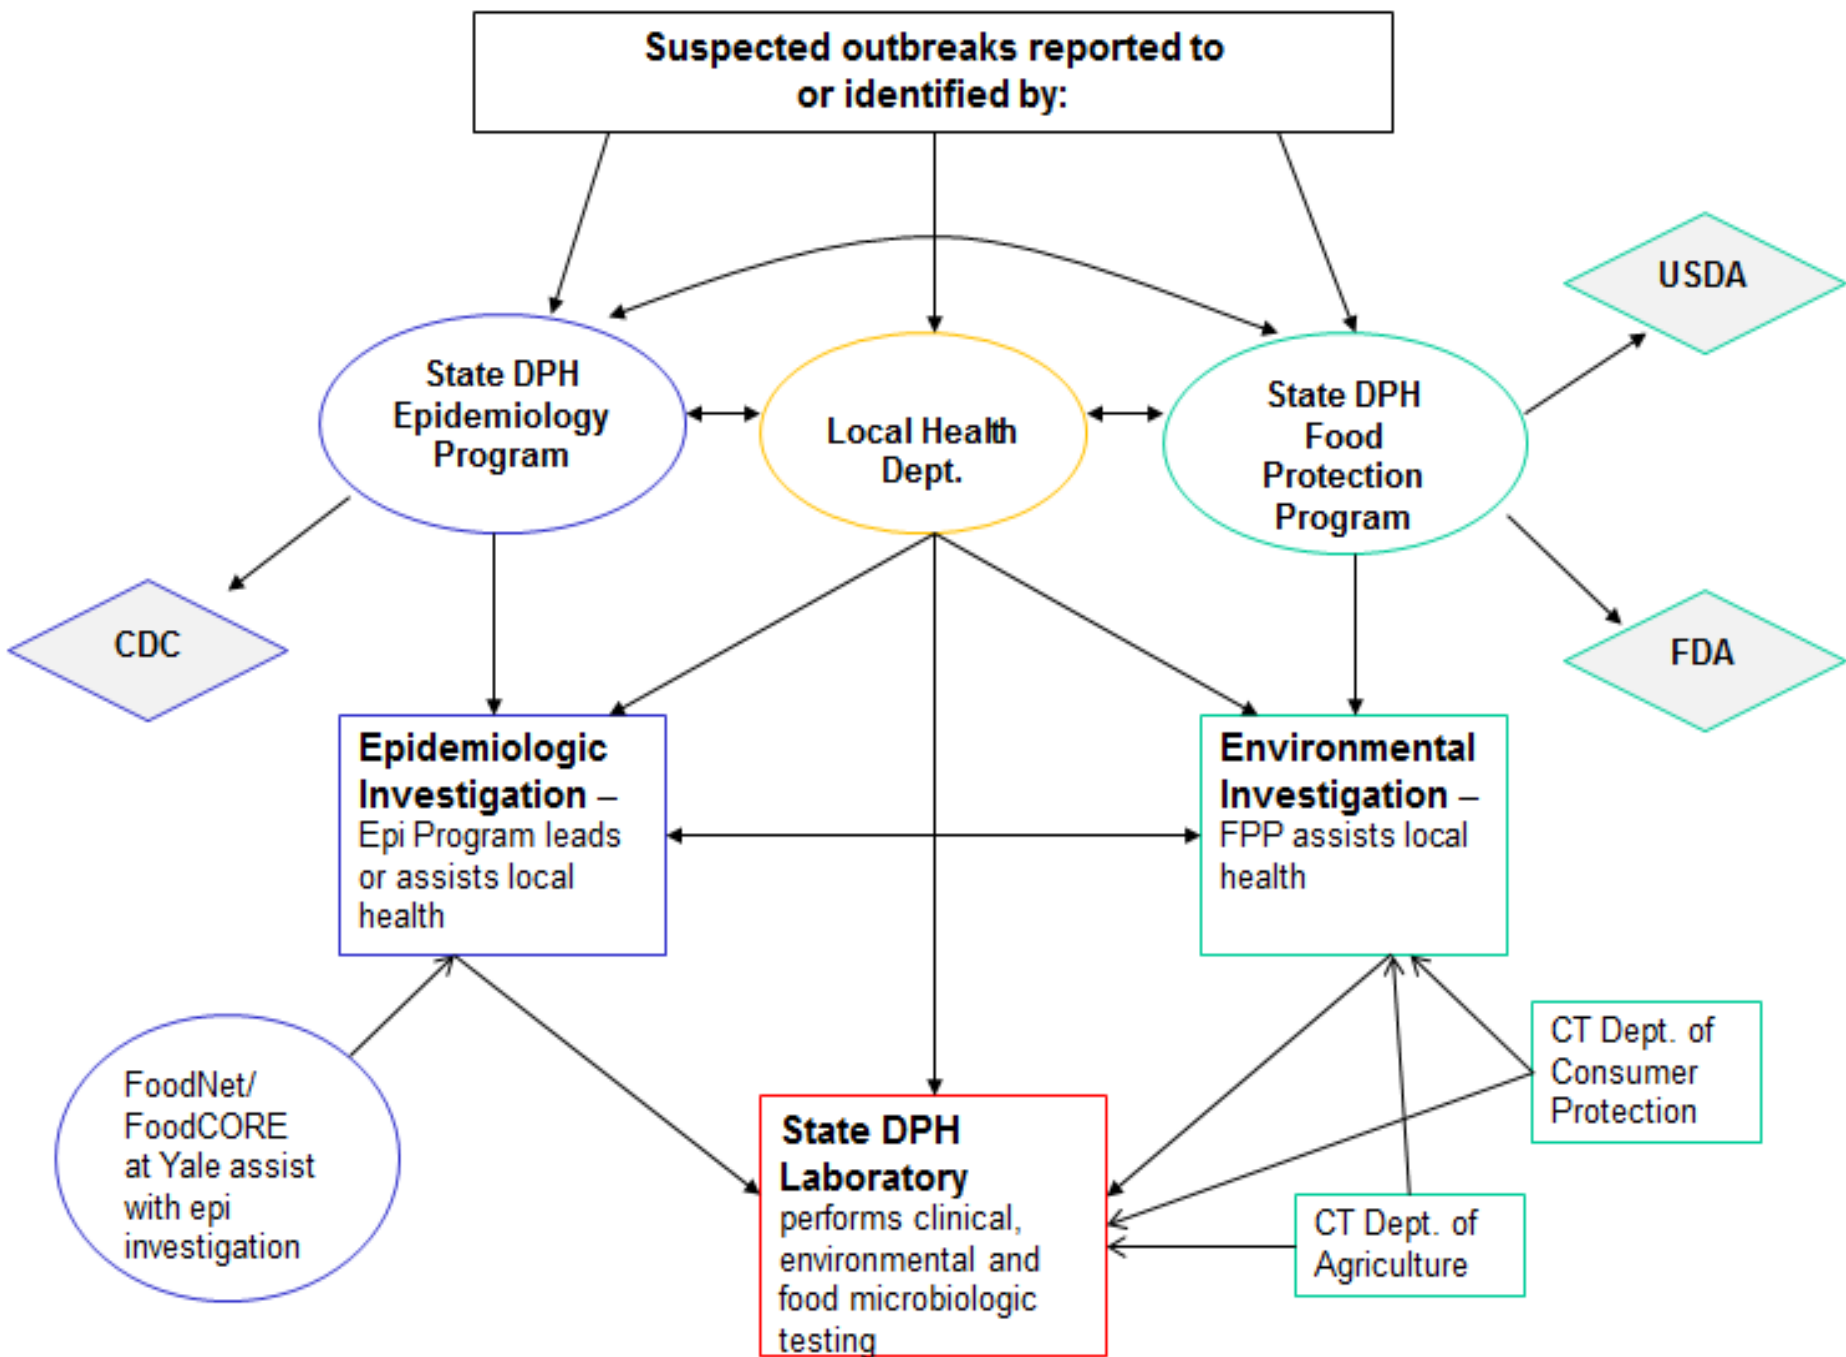 Suspected outbreaks reported to
or identified by:
USDA
State DPH
Epidemiology
Program
Local Health
Dept.
State DPH
Food
Protection
Program
CDC
FDA
Epidemiologic
Investigation –
Epi Program leads
or assists local
health
Environmental
Investigation –
FPP assists local
health
FoodNet/
FoodCORE
at Yale assist
with epi
investigation
State DPH
Laboratory
performs clinical,
environmental and
food microbiologic
testing
CT Dept. of
Consumer
Protection
CT Dept. of
Agriculture